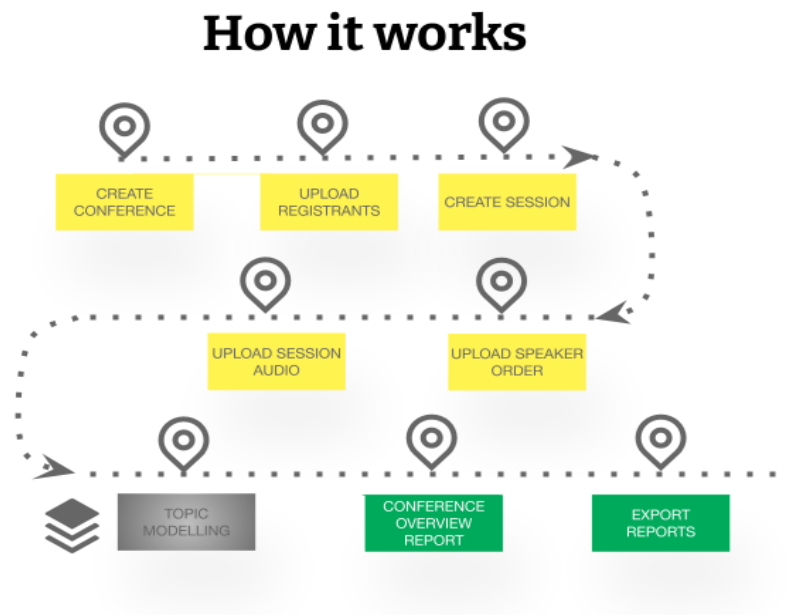 How it works
CREATE
CONFERENCE
UPLOAD
REGISTRANTS
CREATE SESSION
UPLOAD SESSION
AUDIO
UPLOAD SPEAKER
ORDER
TOPIC
MODELLING
CONFERENCE
OVERVIEW
REPORT
EXPORT
REPORTS